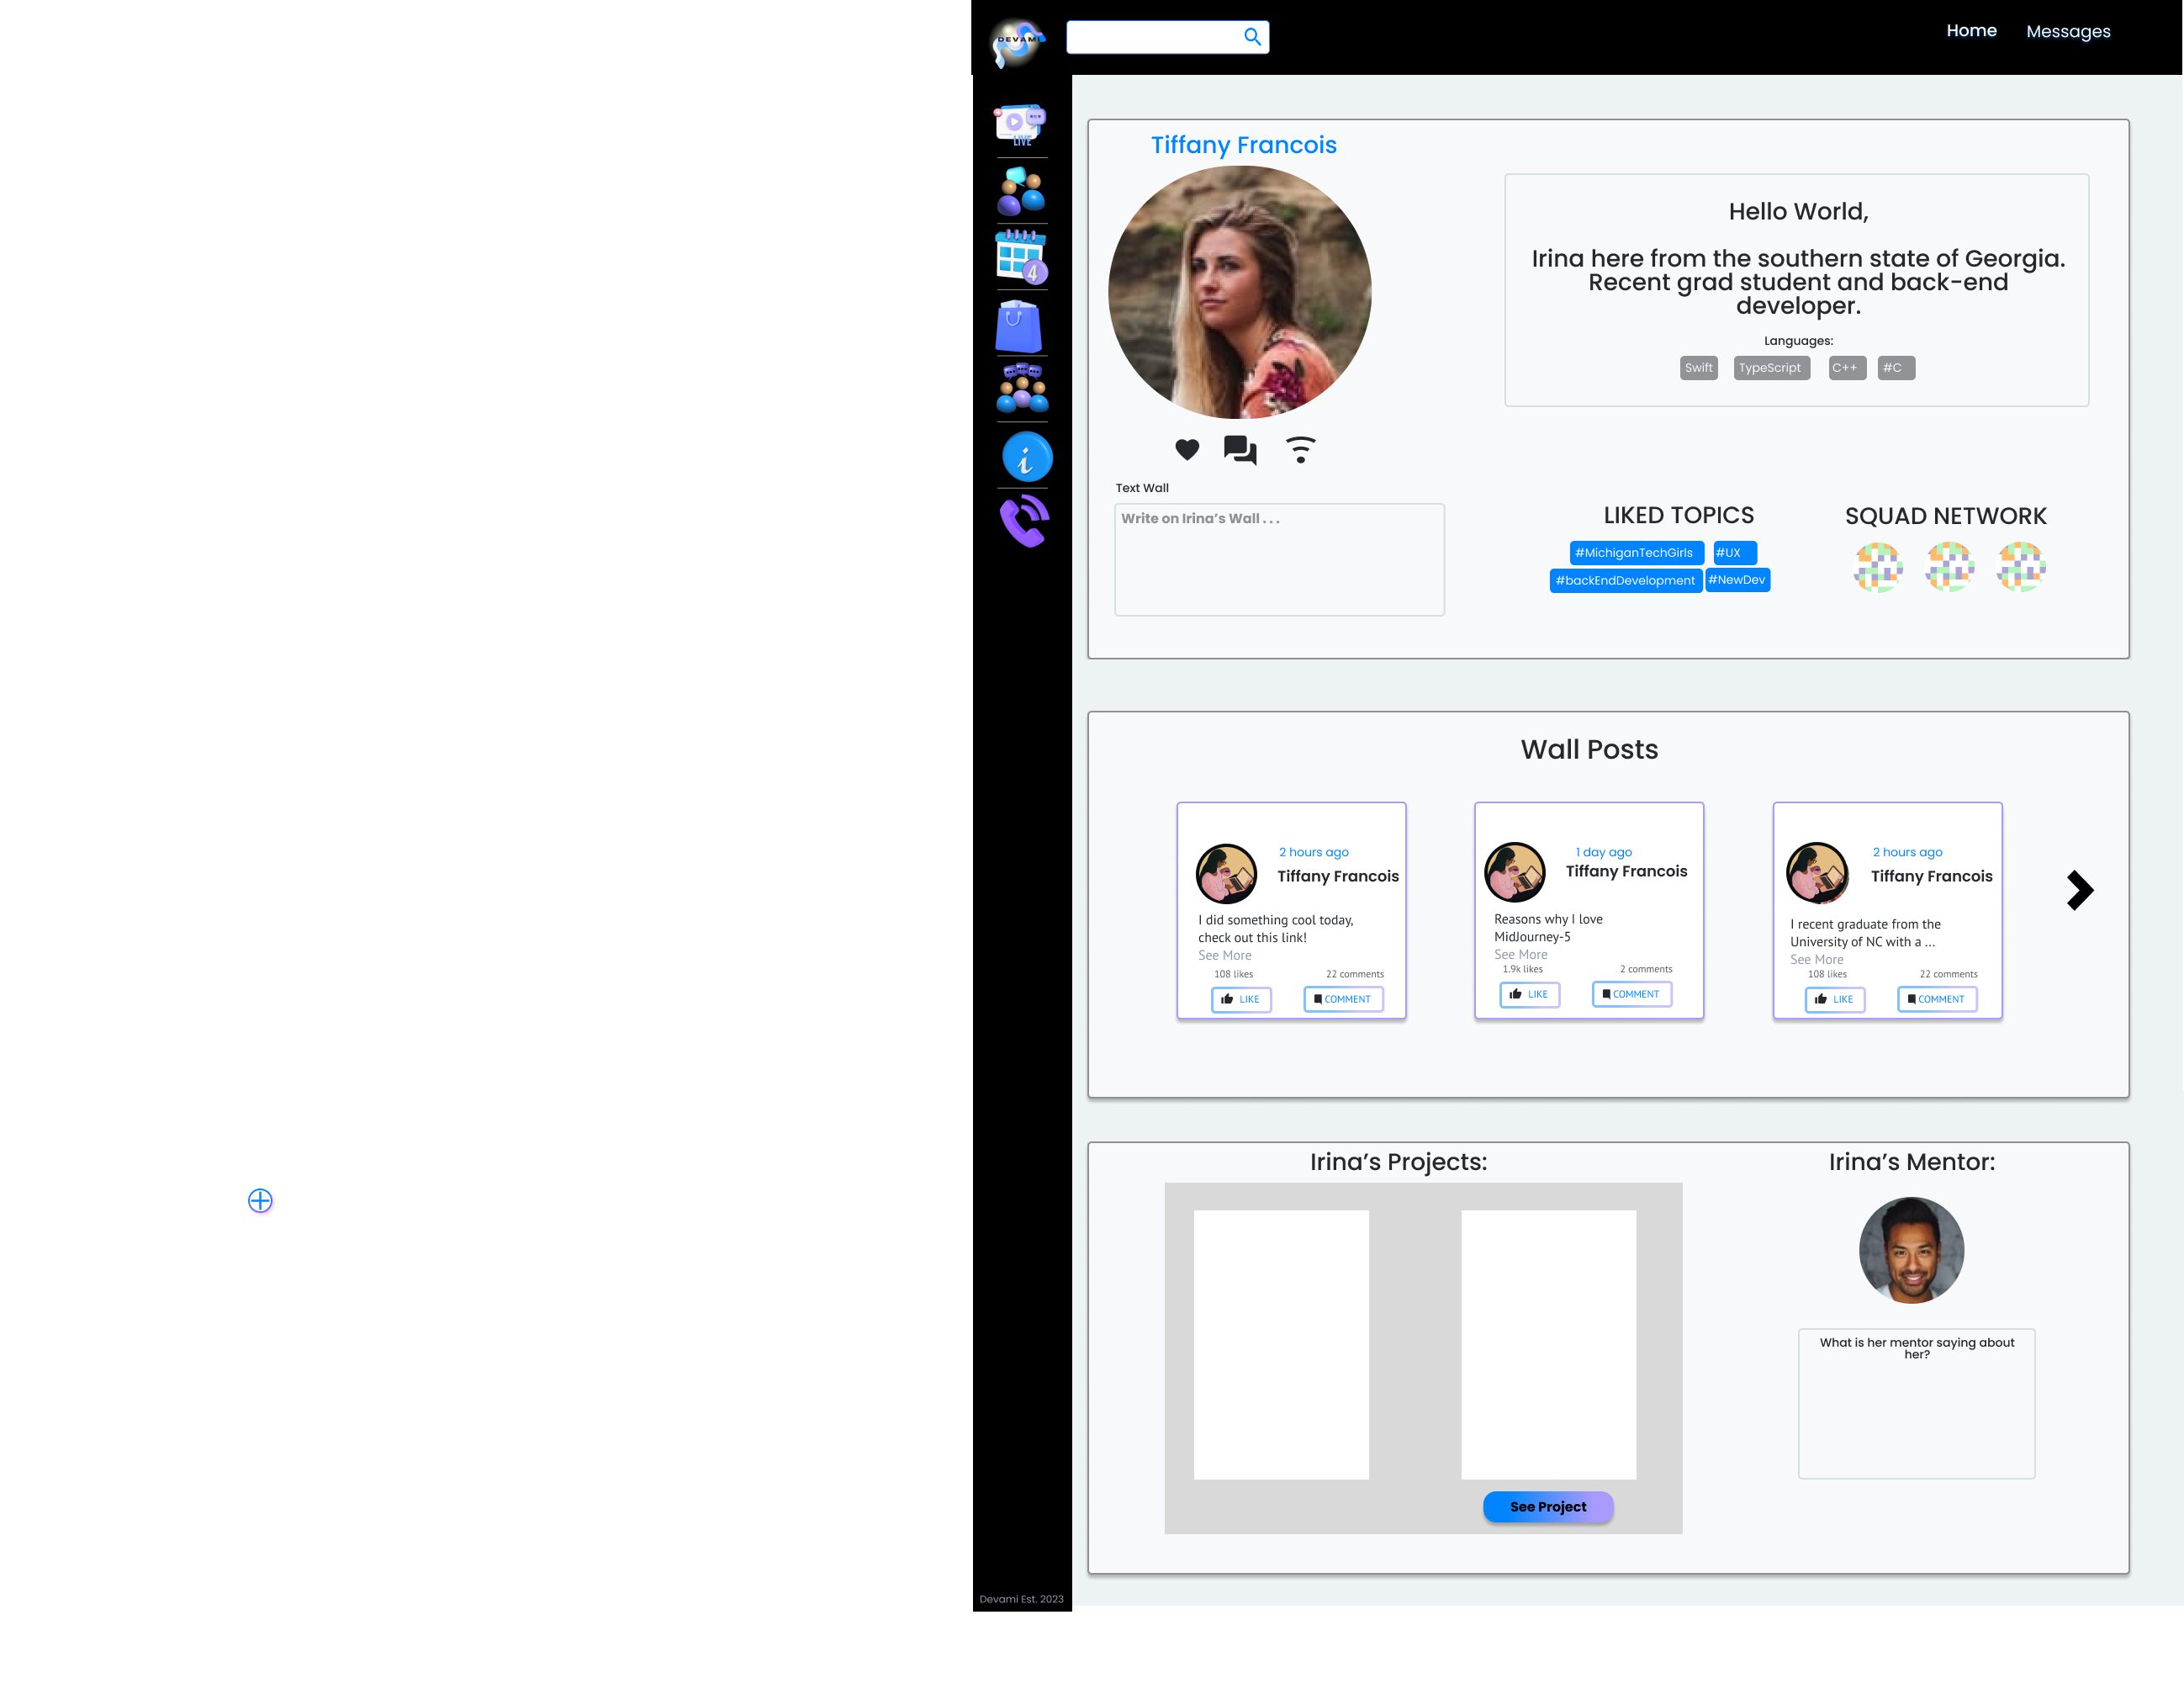 DEVAMI
Home
Messages
LIVE
4
i
Tiffany Francois
Hello World,
Irina here from the southern state of Georgia.
Recent grad student and back-end
developer.
Languages:
Swift
TypeScript
C++
#C
Text Wall
Write on Irina’s Wall . . .
LIKED TOPICS
#MichiganTechGirls
#UX
#backEndDevelopment
#NewDev
SQUAD NETWORK
Wall Posts
2 hours ago
Tiffany Francois
I did something cool today,
check out this link!
See More
108 likes
22 comments
LIKE
COMMENT
1 day ago
Tiffany Francois
Reasons why I love
MidJourney-5
See More
1.9k likes
2 comments
LIKE
COMMENT
2 hours ago
Tiffany Francois
I recent graduate from the
University of NC with a ...
See More
108 likes
22 comments
LIKE
COMMENT
Irina’s Projects:
See Project
Irina’s Mentor:
What is her mentor saying about
her?
Devami Est. 2023